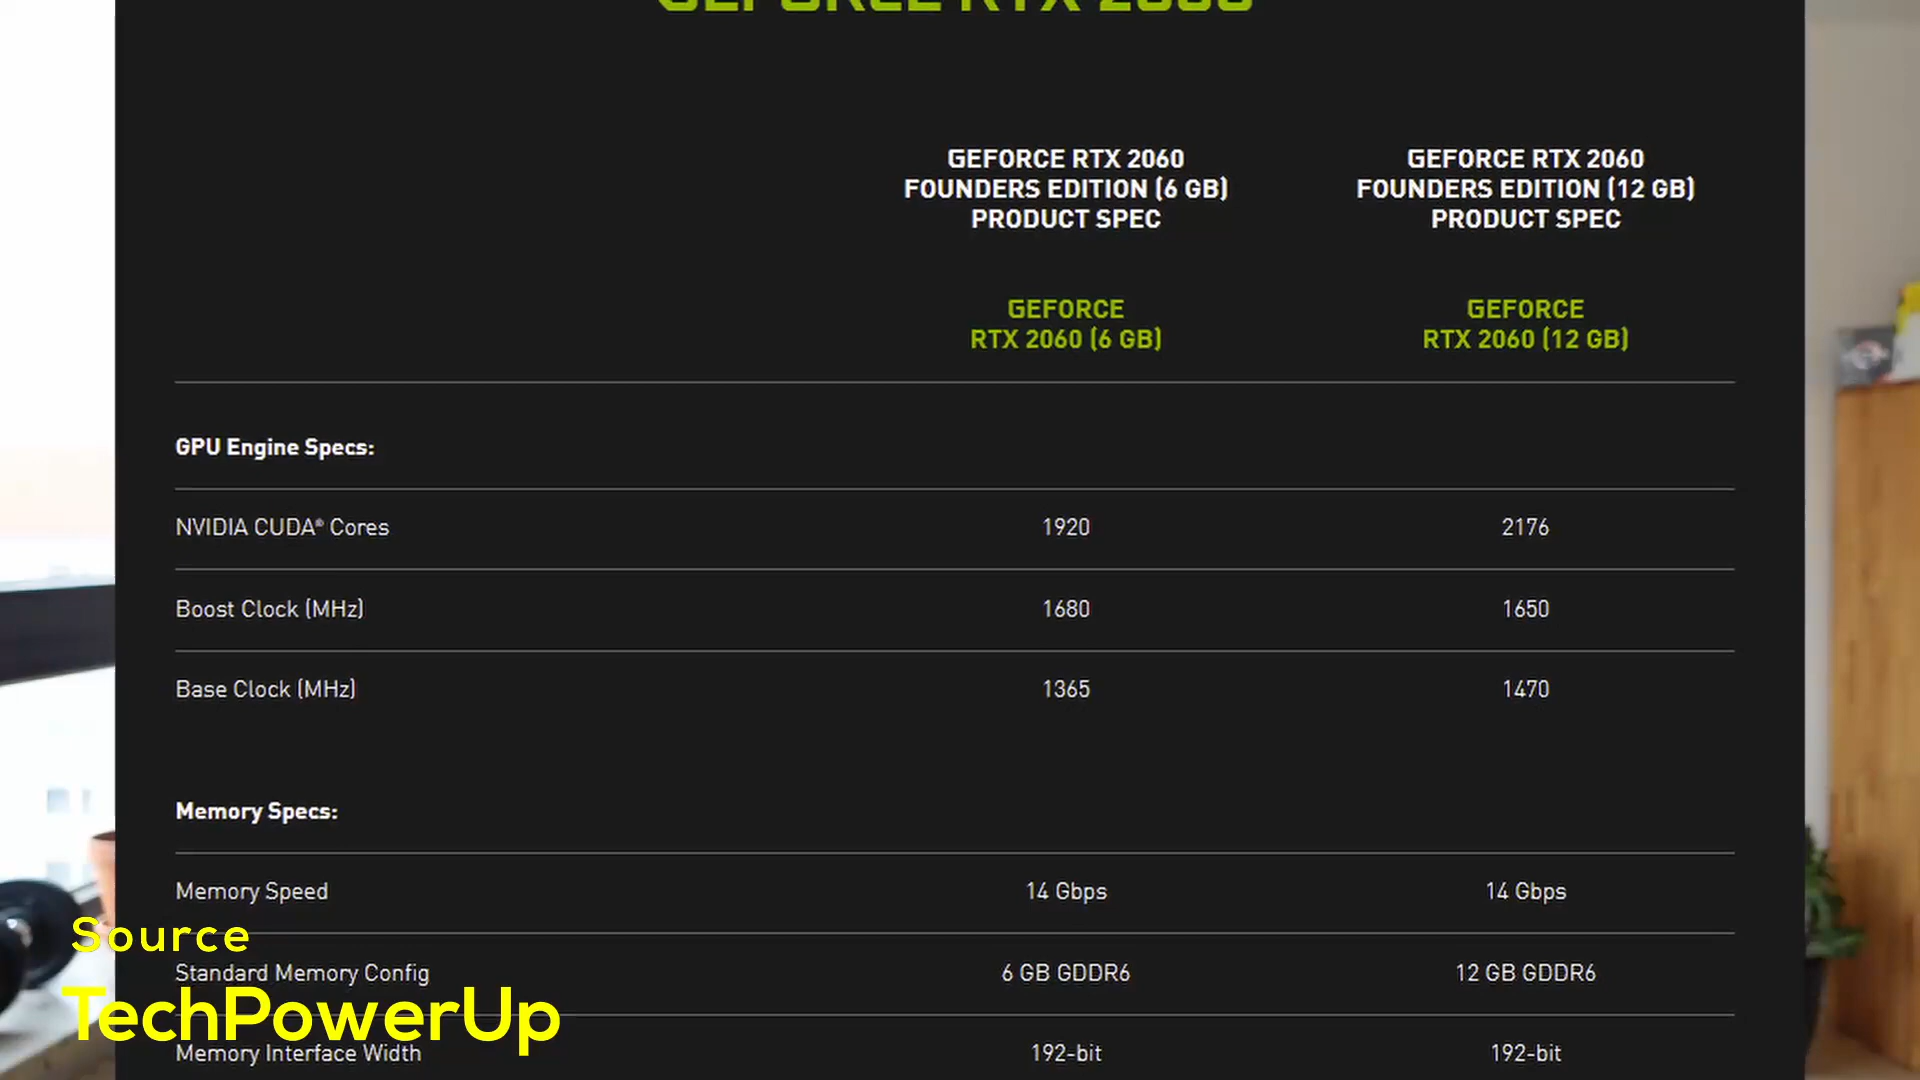 GEFORCE RTX 2060
GEFORCE RTX 2060
FOUNDERS EDITION (6 GB)
PRODUCT SPEC
GEFORCE RTX 2060
FOUNDERS EDITION (12 GB)
PRODUCT SPEC
GEFORCE
RTX 2060 (6 GB)
GEFORCE
RTX 2060 (12 GB)
GPU Engine Specs:
NVIDIA CUDA® Cores 1920 2176
Boost Clock (MHz) 1680 1650
Base Clock (MHz) 1365 1470
Memory Specs:
Memory Speed 14 Gbps 14 Gbps
Source
Standard Memory Config 6 GB GDDR6 12 GB GDDR6
TechPowerUp
Memory Interface Width 192-bit 192-bit